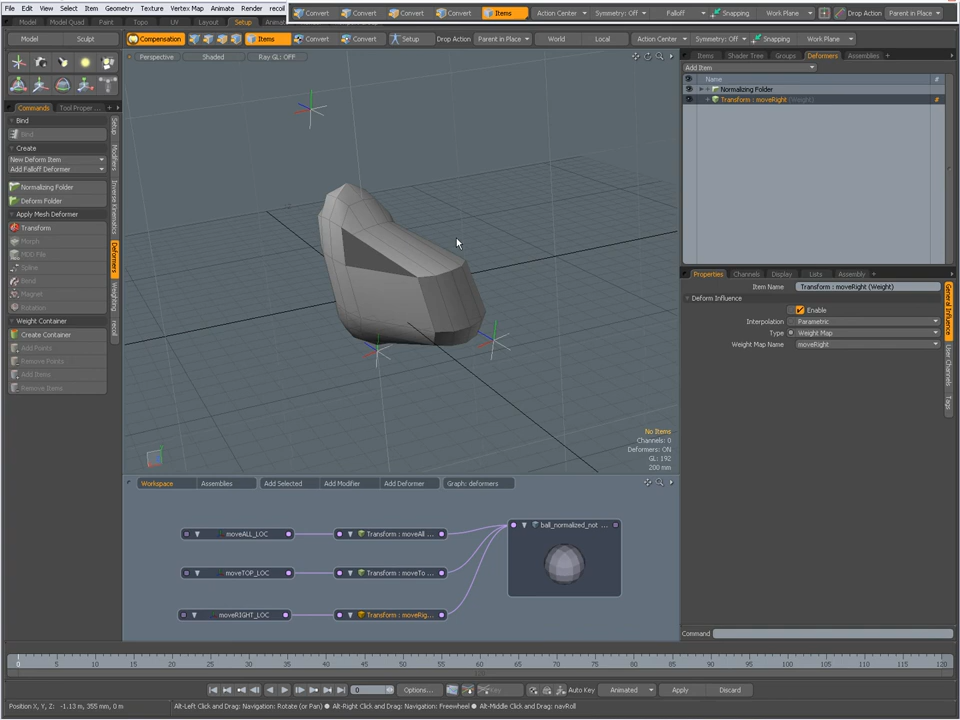 File Edit View Select Item Geometry Texture Vertex Map Animate Render recoil
Convert Convert Convert Convert Items Action Center Symmetry: Off Falloff Snapping Work Plane Drop Action Parent in Place
Model Quad Paint Topo UV Layout Setup Animate Render
Model Sculpt Compensation Items Convert Convert Setup Drop Action Parent in Place World Local Action Center Symmetry: Off Snapping Work Plane
Perspective Shaded Ray GL: OFF
Items Shader Tree Groups Deformers Assemblies
Add Item
Name #
Normalizing Folder
Transform : moveRight (Weight) #
Commands Tool Proper ...
Bind
Bind
Create
New Deform Item
Add Falloff Deformer
Normalizing Folder
Deform Folder
Apply Mesh Deformer
Transform
Morph
MDD File
Spline
Bend
Magnet
Rotation
Weight Container
Create Container
Add Points
Remove Points
Add Items
Remove Items
Setup
Modifiers
Inverse Kinematics
Deformers
Weighting
recoil
No Items
Channels: 0
Deformers: ON
GL: 192
200 mm
Properties Channels Display Lists Assembly
Item Name Transform : moveRight (Weight)
Deform Influence
Enable
Interpolation Parametric
Type Weight Map
Weight Map Name moveRight
General Influence
User Channels
Tags
Workspace Assemblies Add Selected Add Modifier Add Deformer Graph: deformers
moveALL_LOC Transform : moveAll ... ball_normalized_not ...
moveTOP_LOC Transform : moveTo ...
moveRIGHT_LOC Transform : moveRig...
Command
0 5 10 15 20 25 30 35 40 45 50 55 60 65 70 75 80 85 90 95 100 105 110 115 120
0 Options... Key Auto Key Animated Apply Discard
Position X, Y, Z: -1.13 m, 355 mm, 0 m Alt-Left Click and Drag: Navigation: Rotate (or Pan) ● Alt-Right Click and Drag: Navigation: Freewheel ● Alt-Middle Click and Drag: navRoll